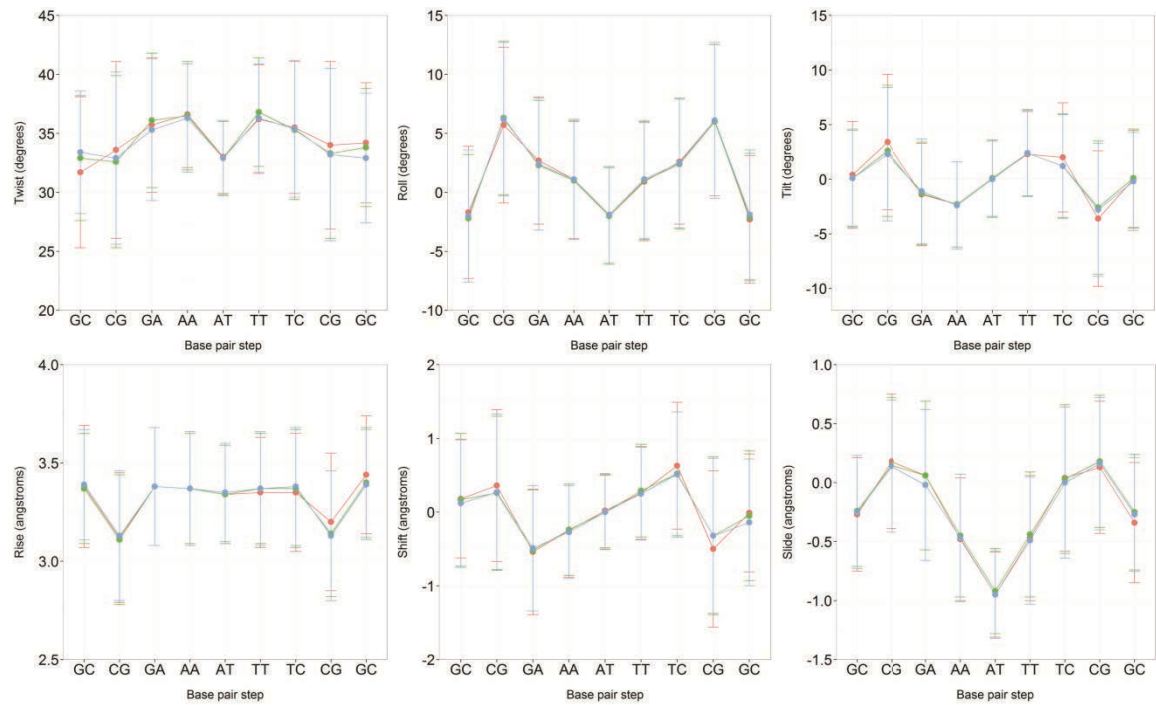 Twist (degrees)
45
40
35
30
25
20
GC CG GA AA AT TT TC CG GC
Base pair step
Roll (degrees)
15
10
5
0
-5
-10
GC CG GA AA AT TT TC CG GC
Base pair step
Tilt (degrees)
15
10
5
0
-5
-10
GC CG GA AA AT TT TC CG GC
Base pair step
Rise (angstroms)
4.0
3.5
3.0
2.5
GC CG GA AA AT TT TC CG GC
Base pair step
Shift (angstroms)
2
1
0
-1
-2
GC CG GA AA AT TT TC CG GC
Base pair step
Slide (angstroms)
1.0
0.5
0.0
-0.5
-1.0
-1.5
GC CG GA AA AT TT TC CG GC
Base pair step